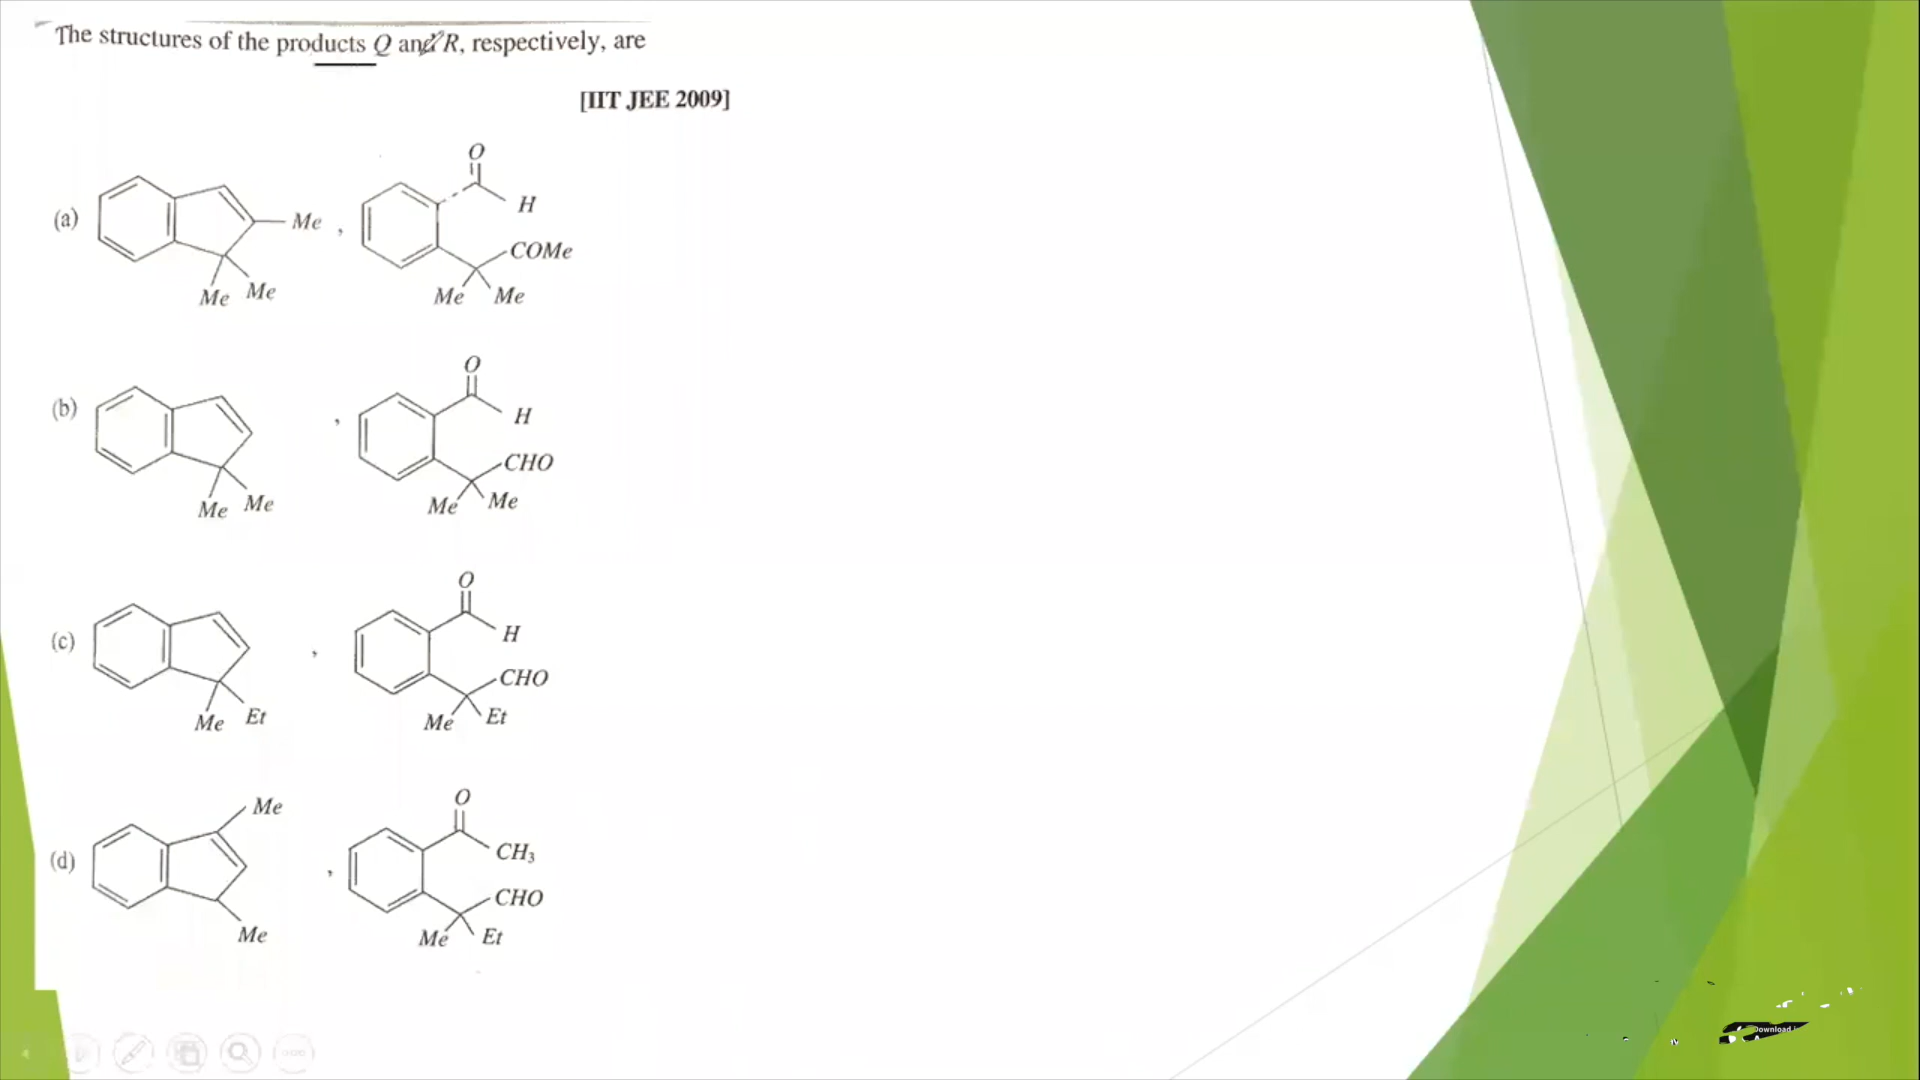 The structures of the products Q and R, respectively, are
[IIT JEE 2009]
(a)
Me
Me Me
,
O
H
COMe
Me Me
(b)
Me Me
,
O
H
CHO
Me Me
(c)
Me Et
,
O
H
CHO
Me Et
(d)
Me
Me
,
O
CH₃
CHO
Me Et
Download